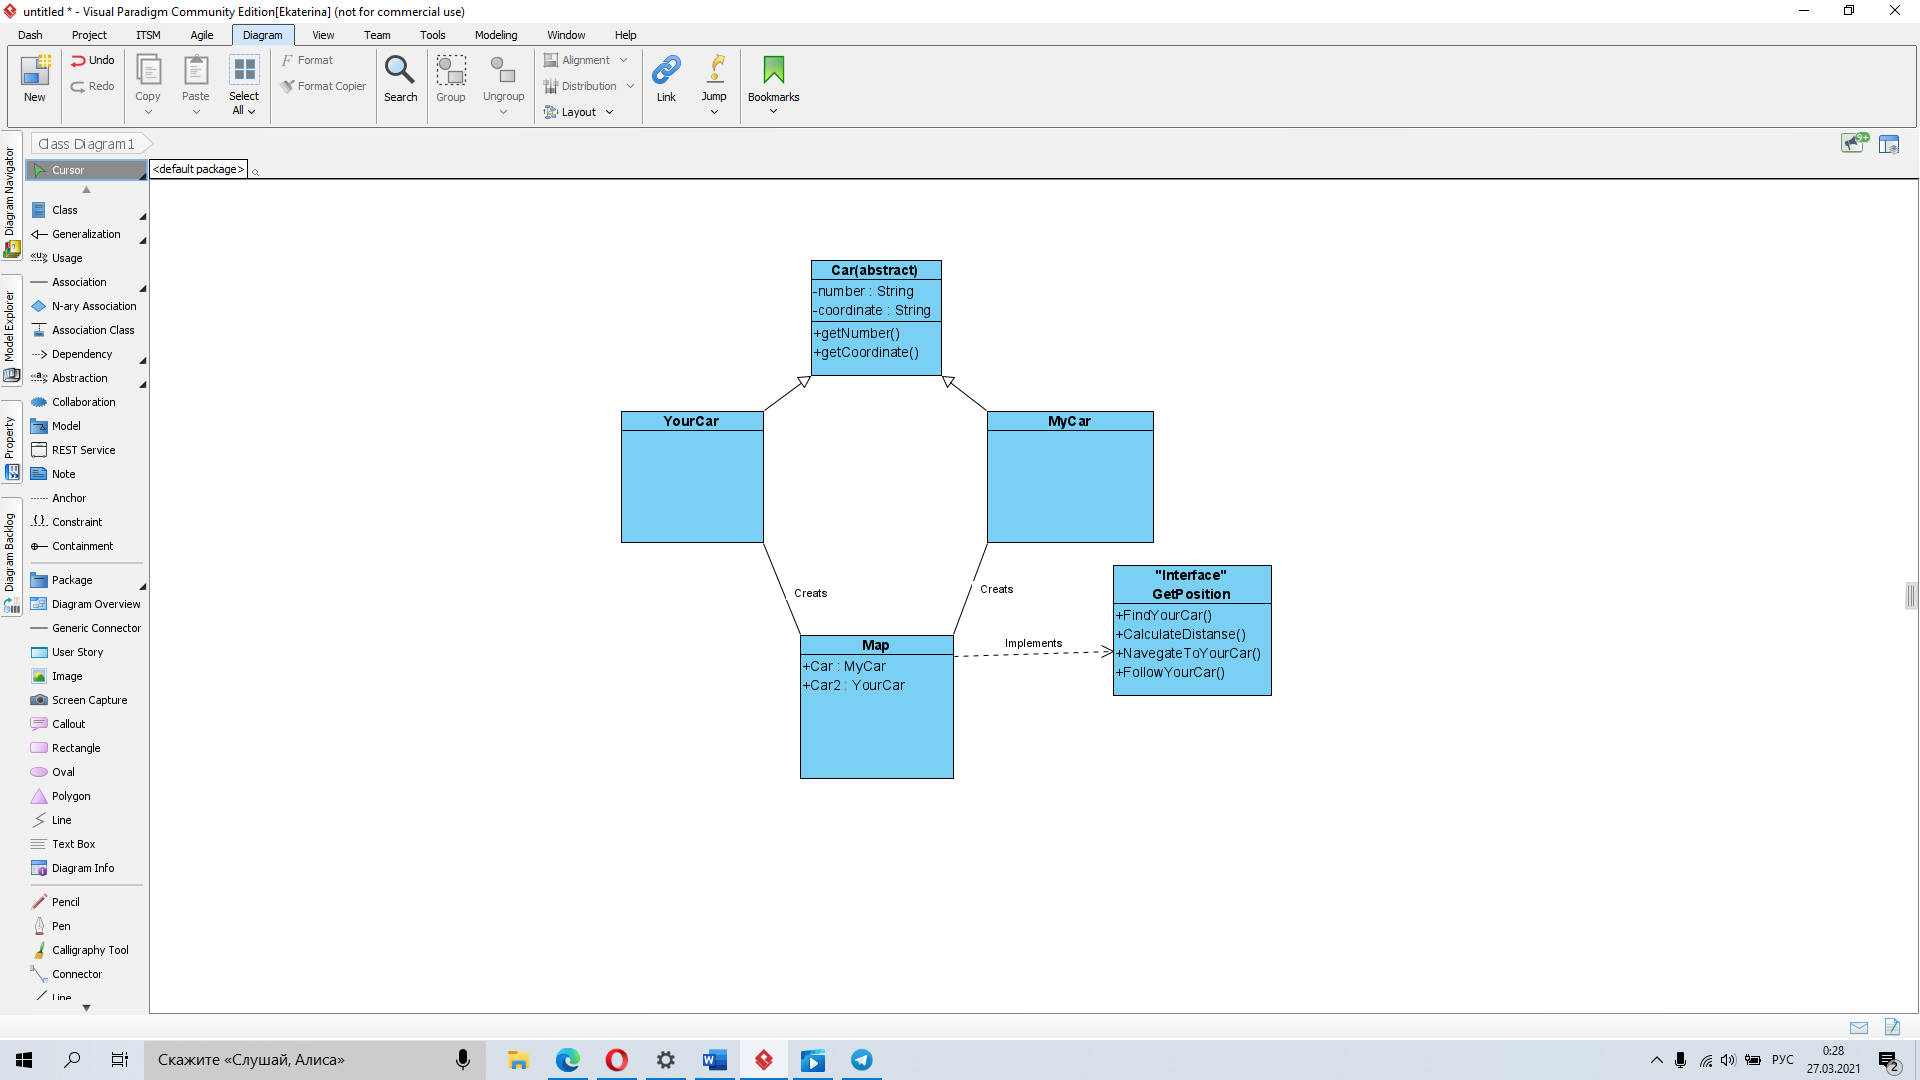 untitled * - Visual Paradigm Community Edition[Ekaterina] (not for commercial use)
Dash Project ITSM Agile Diagram View Team Tools Modeling Window Help
New
Undo
Redo
Copy
Paste
Select
All
Format
Format Copier
Search
Group
Ungroup
Alignment
Distribution
Layout
Link
Jump
Bookmarks
Class Diagram1
9+
Diagram Navigator
Model Explorer
Property
Diagram Backlog
Cursor
<default package>
Class
Generalization
Usage
Association
N-ary Association
Association Class
Dependency
Abstraction
Collaboration
Model
REST Service
Note
Anchor
Constraint
Containment
Package
Diagram Overview
Generic Connector
User Story
Image
Screen Capture
Callout
Rectangle
Oval
Polygon
Line
Text Box
Diagram Info
Pencil
Pen
Calligraphy Tool
Connector
Line
Car(abstract)
-number : String
-coordinate : String
+getNumber()
+getCoordinate()
YourCar
MyCar
Creats
Creats
Map
+Car : MyCar
+Car2 : YourCar
Implements
"Interface"
GetPosition
+FindYourCar()
+CalculateDistanse()
+NavegateToYourCar()
+FollowYourCar()
Скажите «Слушай, Алиса»
РУС
0:28
27.03.2021
2